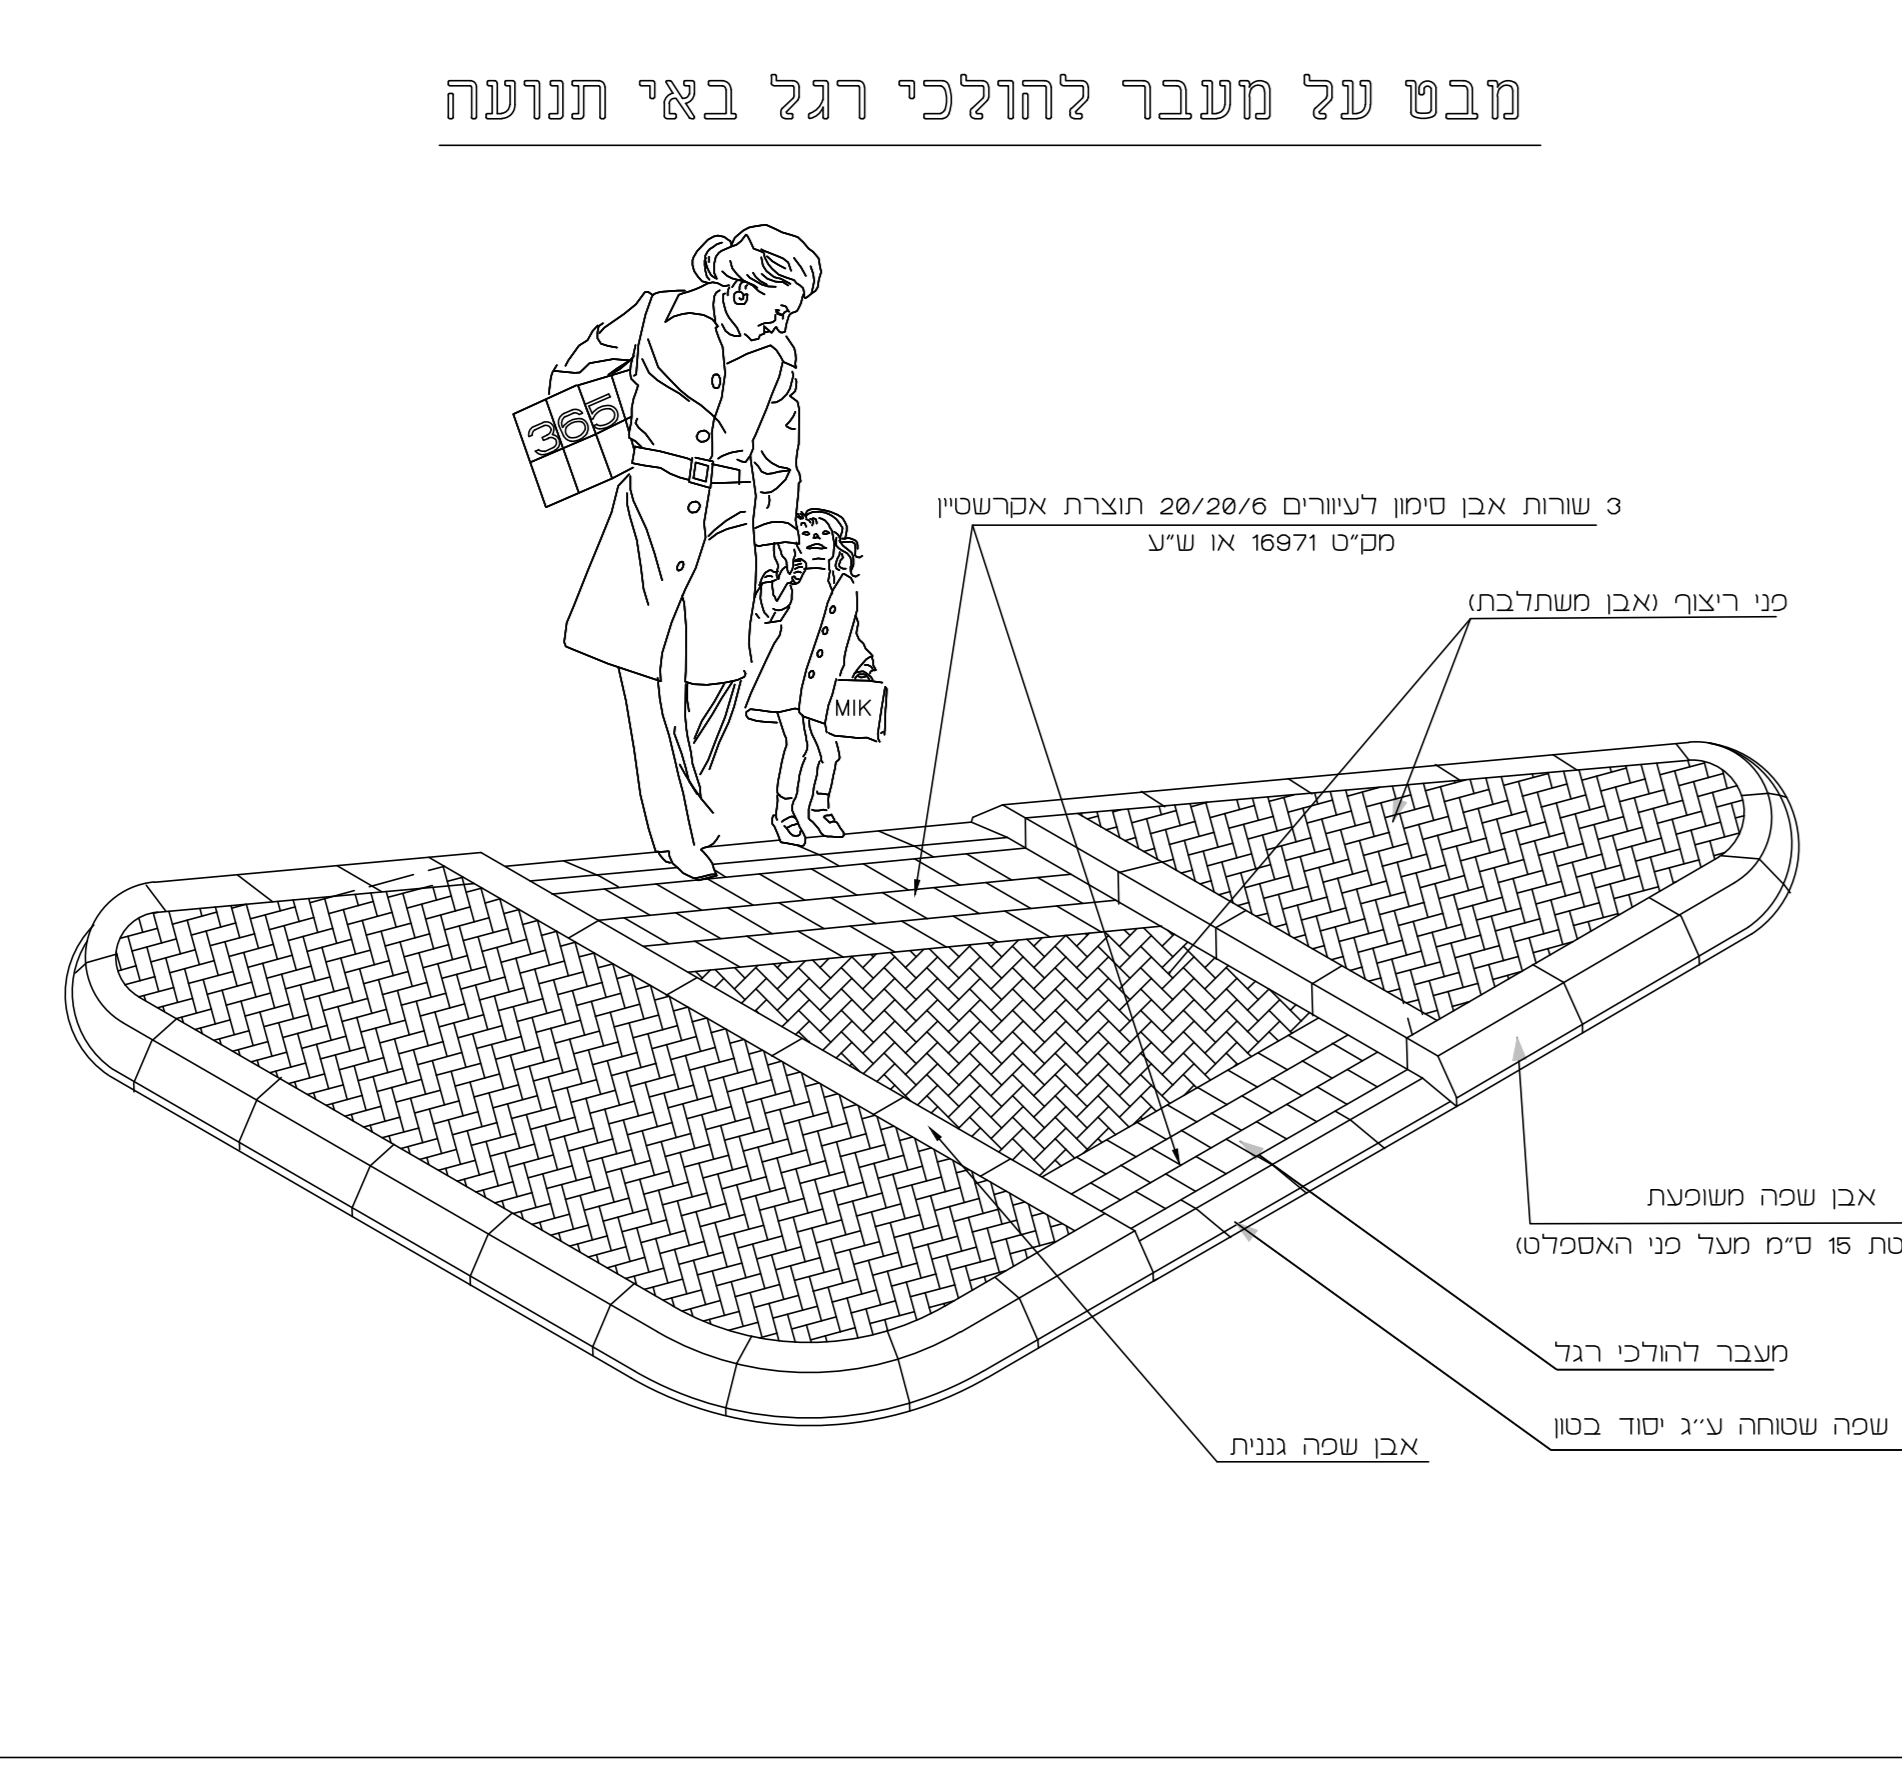 מבט על מעבר להולכי רגל באי תנועה
365
3 שורות אבן סימון לעיוורים 20/20/6 תוצרת אקרשטיין
מק״ט 16971 או ש״ע
פני ריצוף (אבן משתלבת)
MIK
אבן שפה משופעת
15 ס״מ מעל פני האספלט)
מעבר להולכי רגל
שפה שטוחה ע׳׳ג יסוד בטון
אבן שפה גננית